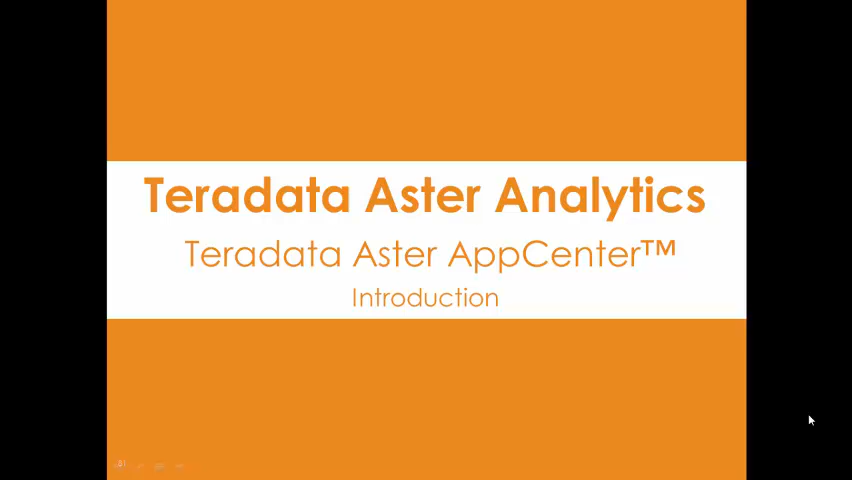 Teradata Aster Analytics
Teradata Aster AppCenter™
Introduction